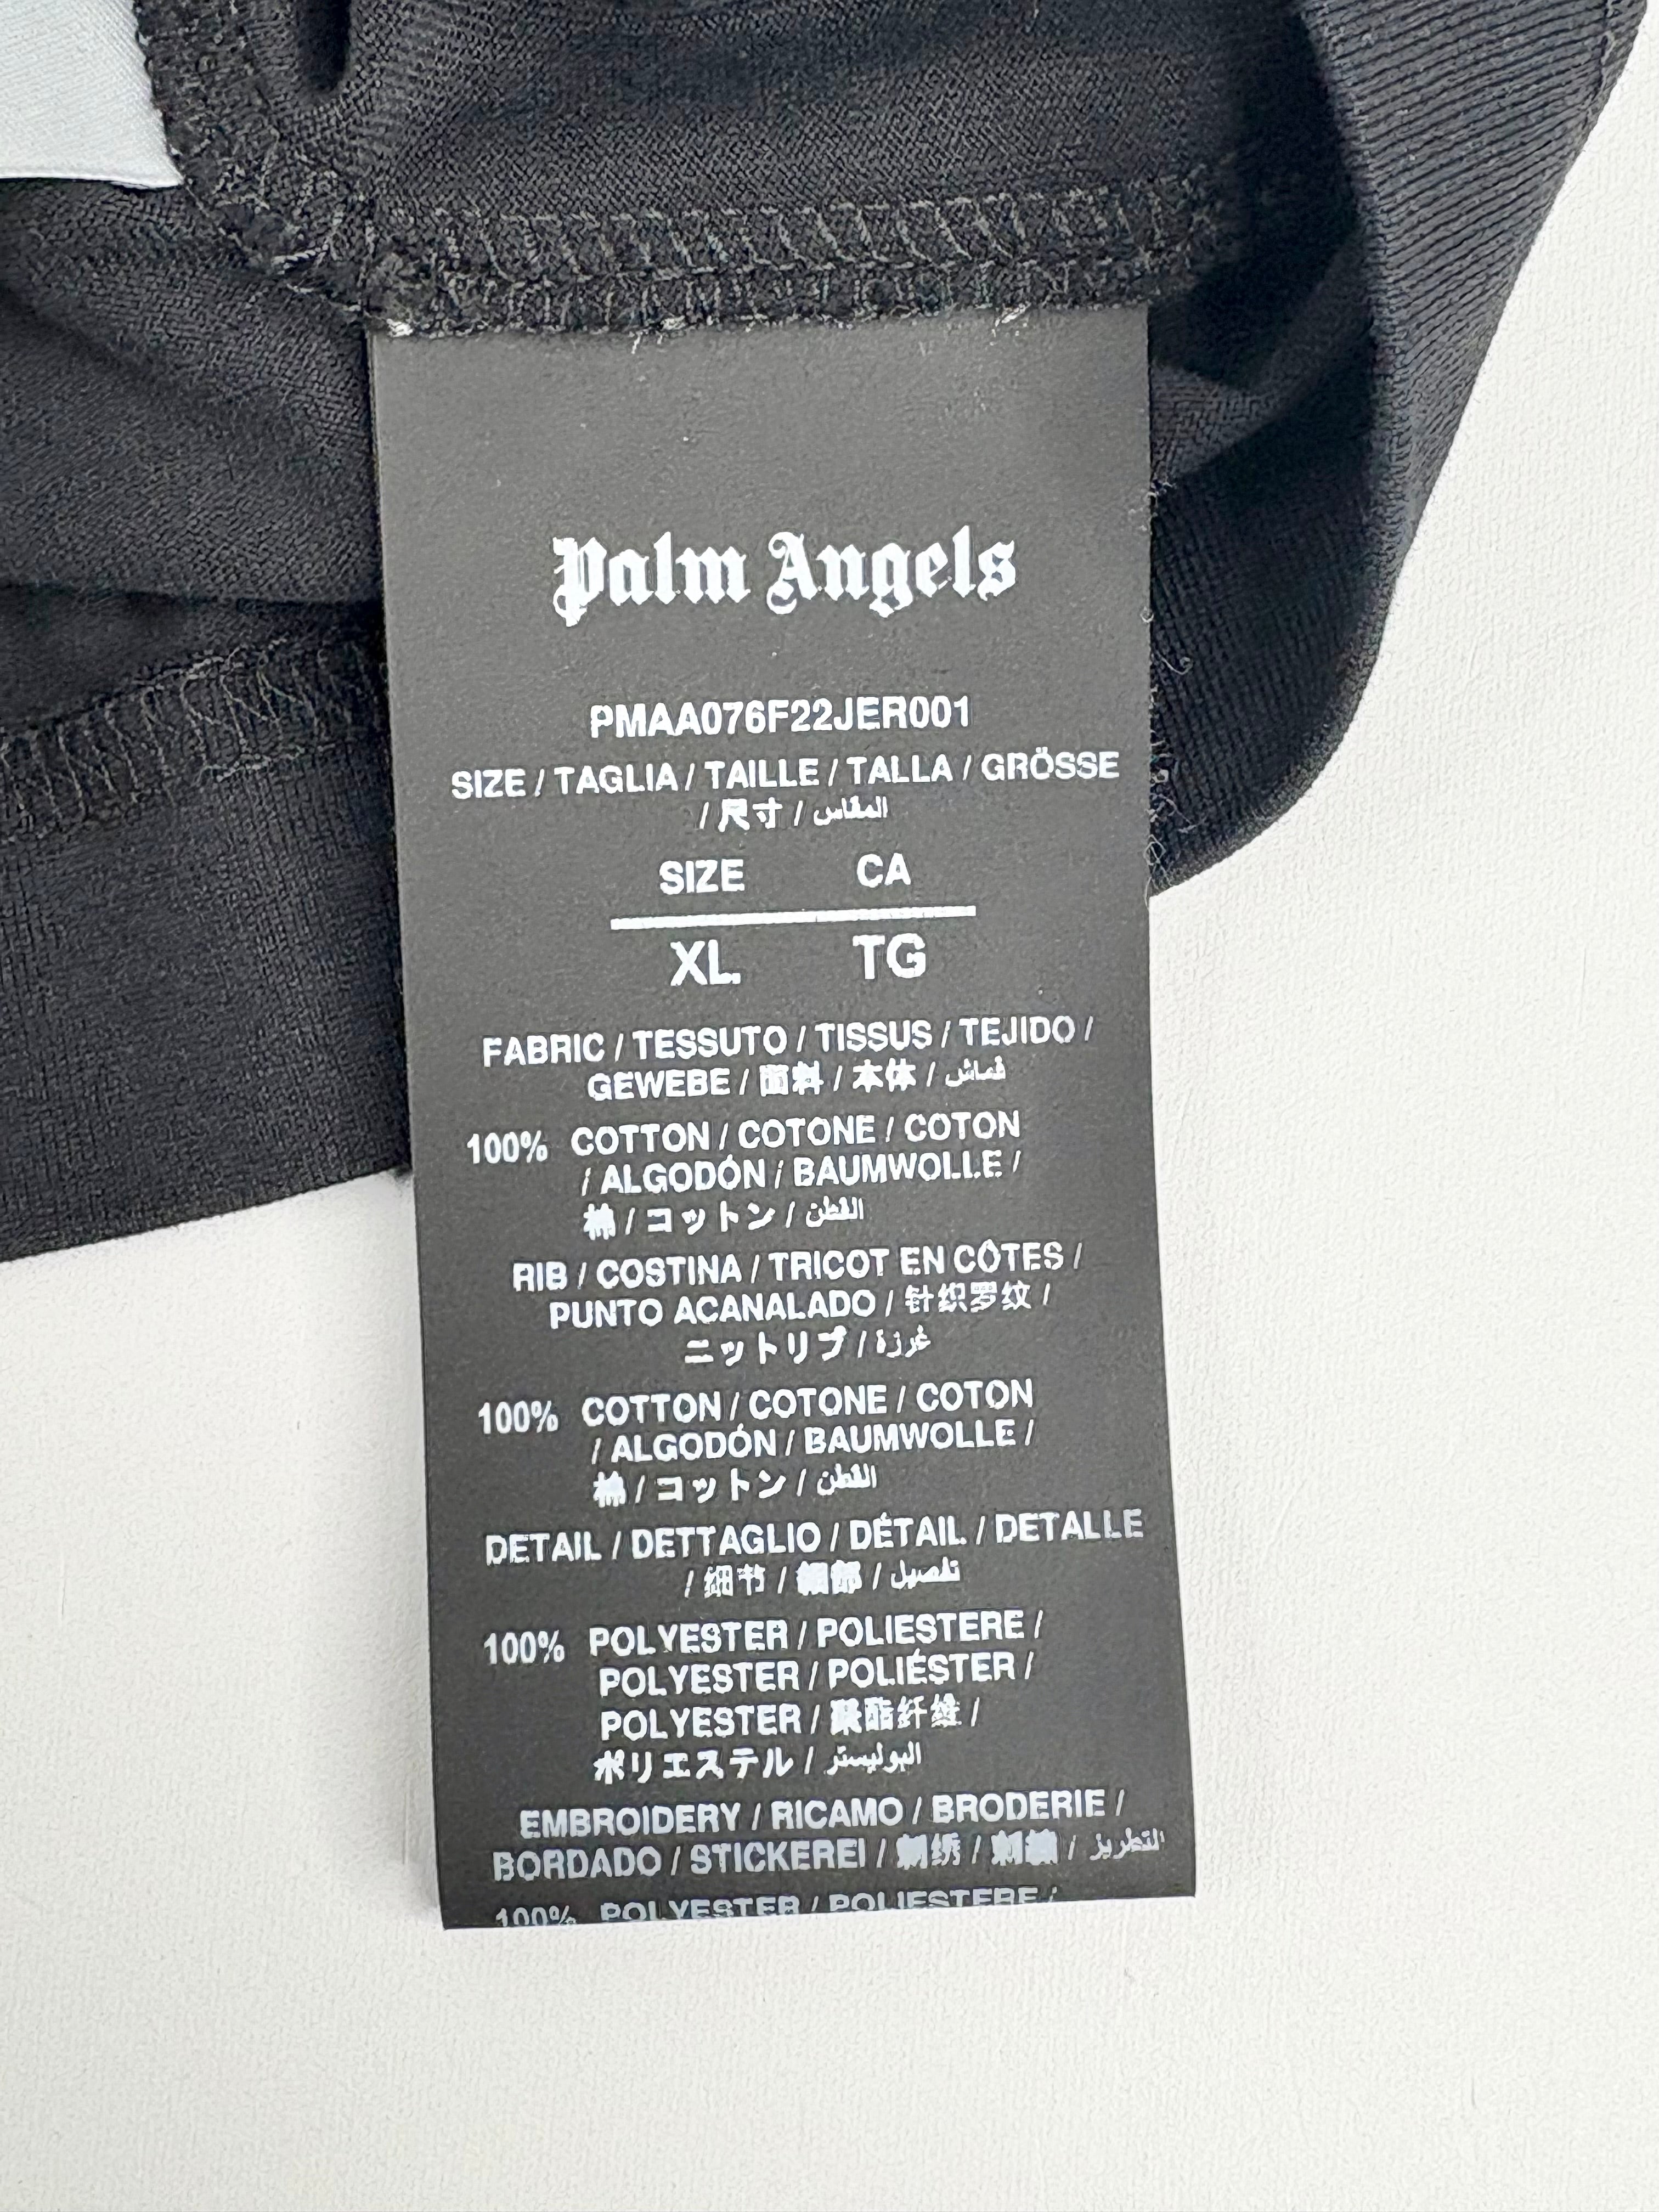 Palm Angels
PMAA076F22JER001
SIZE / TAGLIA / TAILLE / TALLA / GRÖSSE
/ 尺寸 / المقاس
SIZE CA
XL TG
FABRIC / TESSUTO / TISSUS / TEJIDO /
GEWEBE / 面料 / 本体 / قماش
100% COTTON / COTONE / COTON
/ ALGODÓN / BAUMWOLLE /
棉 / コットン / القطن
RIB / COSTINA / TRICOT EN CÔTES /
PUNTO ACANALADO / 针织罗纹 /
ニットリブ / غرزة
100% COTTON / COTONE / COTON
/ ALGODÓN / BAUMWOLLE /
棉 / コットン / القطن
DETAIL / DETTAGLIO / DÉTAIL / DETALLE
/ 细节 / 細部 / تفصيل
100% POLYESTER / POLIESTERE /
POLYESTER / POLIÉSTER /
POLYESTER / 聚酯纤维 /
ポリエステル / البوليستر
EMBROIDERY / RICAMO / BRODERIE /
BORDADO / STICKEREI / 刺绣 / 刺繍 / التطريز
100% POLYESTER / POLIESTERE /